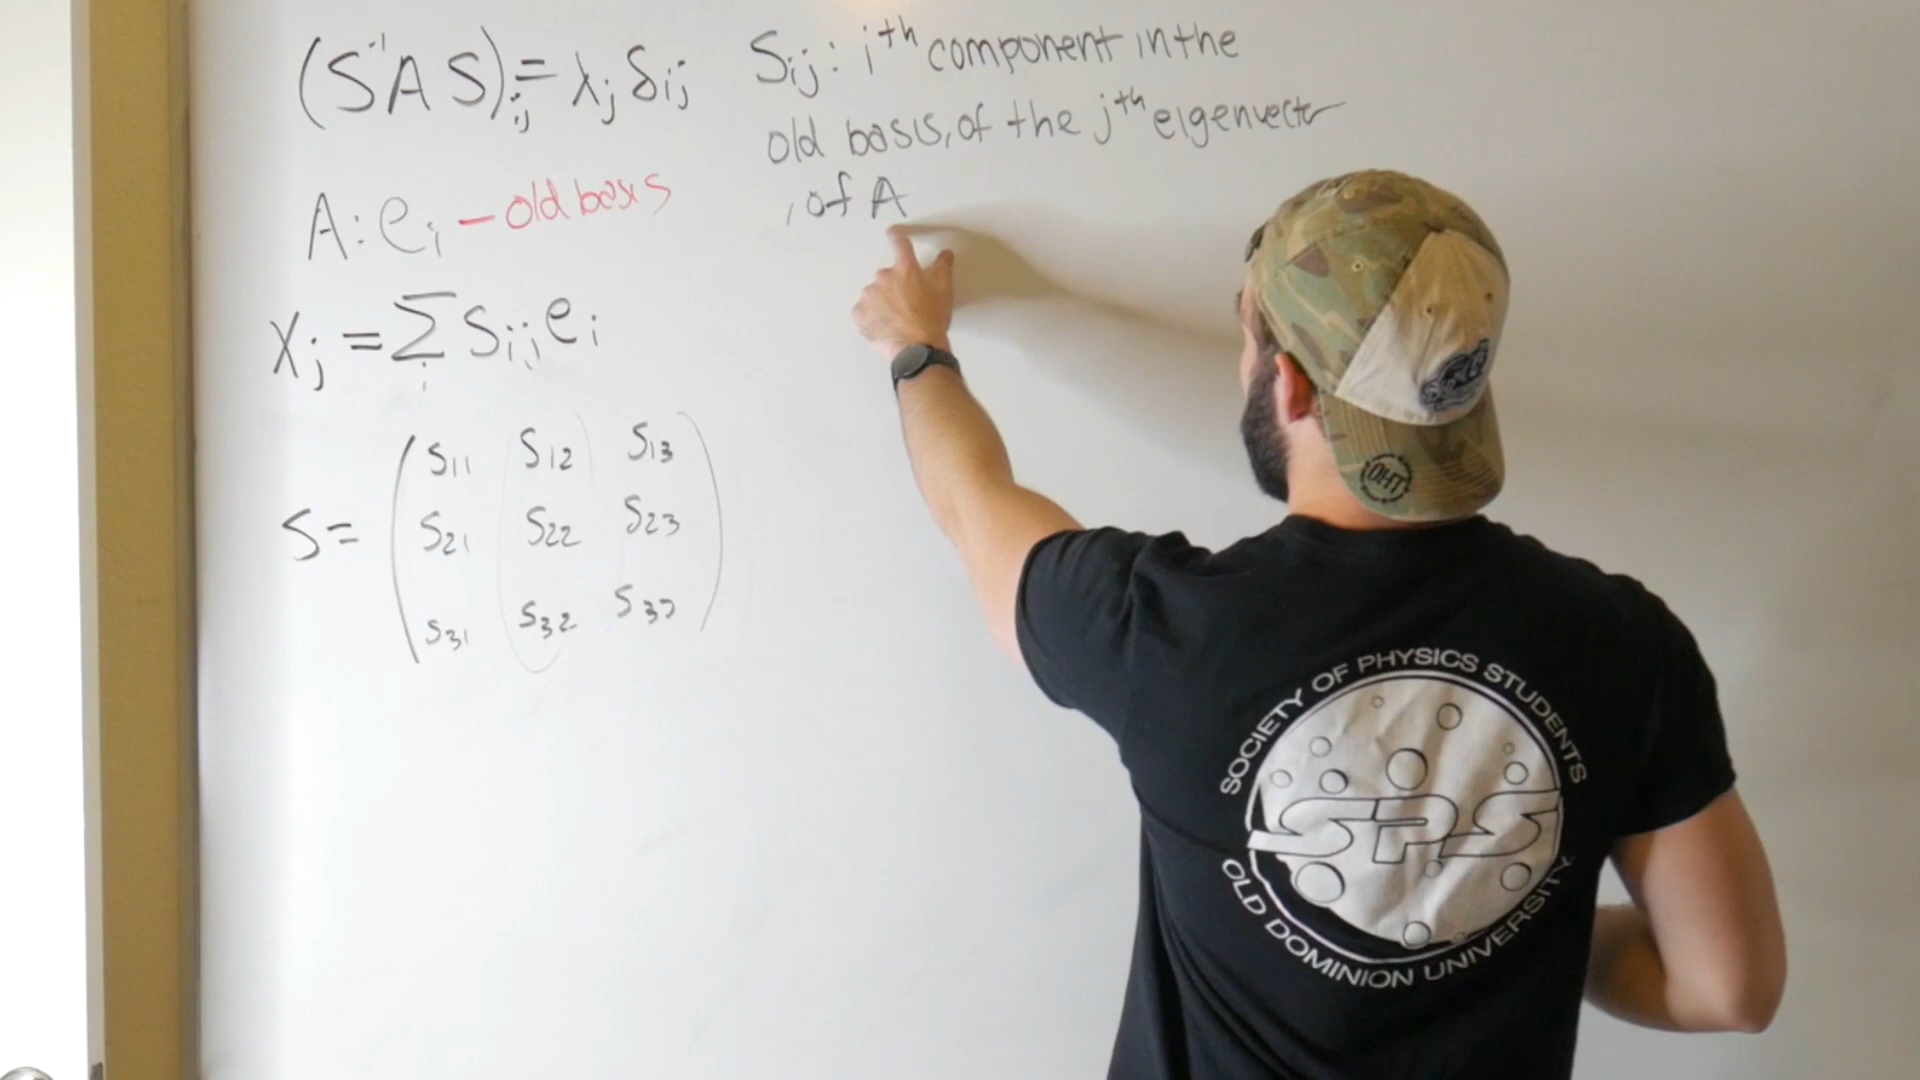 (S⁻¹AS)ᵢⱼ = λⱼ δᵢⱼ
A: eᵢ – old basis
Xⱼ = Σᵢ Sᵢⱼ eᵢ
S = ( S₁₁ S₁₂ S₁₃
S₂₁ S₂₂ S₂₃
S₃₁ S₃₂ S₃₃ )
Sᵢⱼ: iᵗʰ component in the
old basis, of the jᵗʰ eigenvector
, of A
OHT
SOCIETY OF PHYSICS STUDENTS
SPS
OLD DOMINION UNIVERSITY